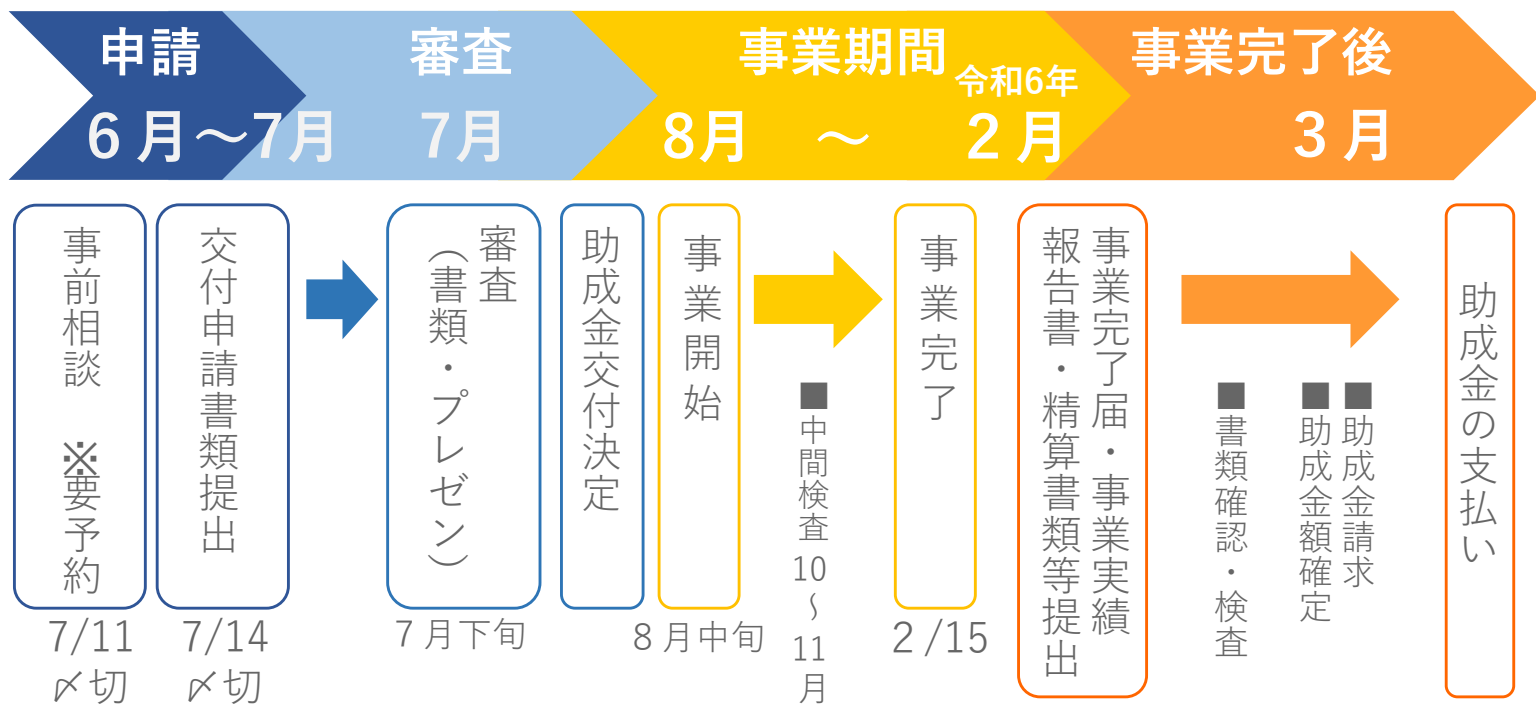 申請
6月~7月
審査
7月
事業期間
令和6年
8月 ~ 2月
事業完了後
3月
事前相談 ※要予約
7/11
〆切
交付申請書類提出
7/14
〆切
審査
(書類・プレゼン)
7月下旬
助成金交付決定
事業開始
8月中旬
■中間検査10~11月
事業完了
2/15
事業完了届・事業実績
報告書・精算書類等提出
■書類確認・検査
■助成金請求
■助成金額確定
助成金の支払い